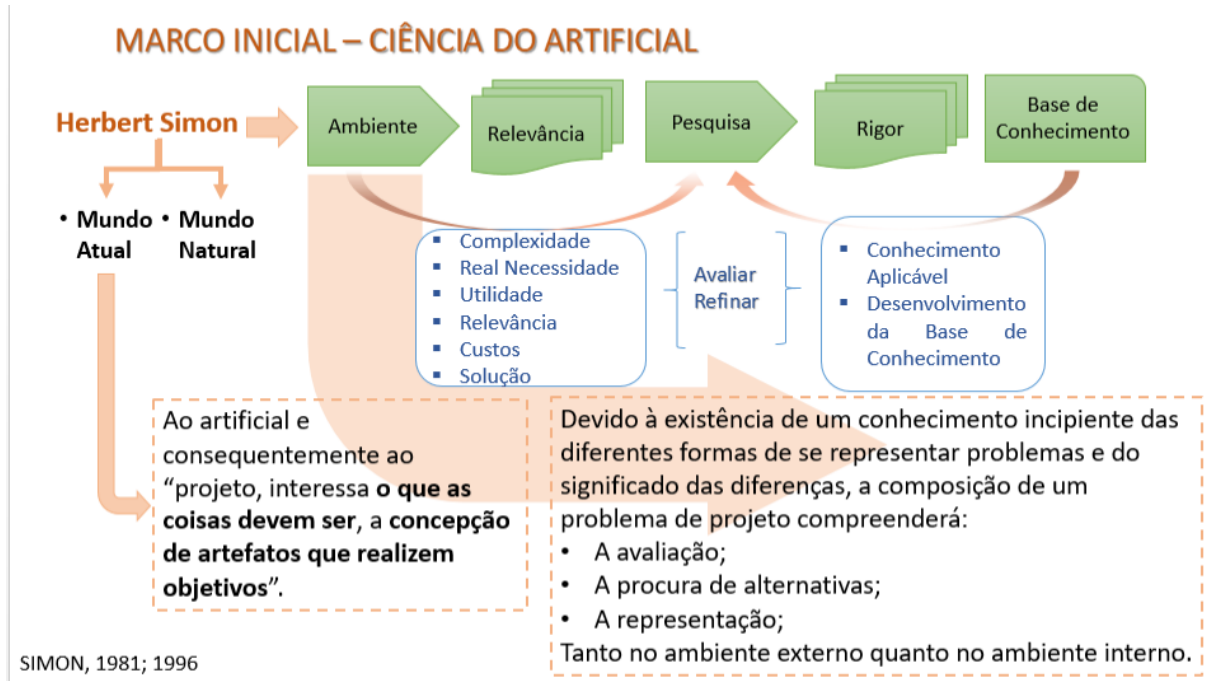 MARCO INICIAL – CIÊNCIA DO ARTIFICIAL
Herbert Simon
Ambiente
Relevância
Pesquisa
Rigor
Base de
Conhecimento
• Mundo
Atual
• Mundo
Natural
▪ Complexidade
▪ Real Necessidade
▪ Utilidade
▪ Relevância
▪ Custos
▪ Solução
Avaliar
Refinar
▪ Conhecimento
Aplicável
▪ Desenvolvimento
da Base de
Conhecimento
Ao artificial e
consequentemente ao
“projeto, interessa o que as
coisas devem ser, a concepção
de artefatos que realizem
objetivos”.
Devido à existência de um conhecimento incipiente das
diferentes formas de se representar problemas e do
significado das diferenças, a composição de um
problema de projeto compreenderá:
• A avaliação;
• A procura de alternativas;
• A representação;
Tanto no ambiente externo quanto no ambiente interno.
SIMON, 1981; 1996